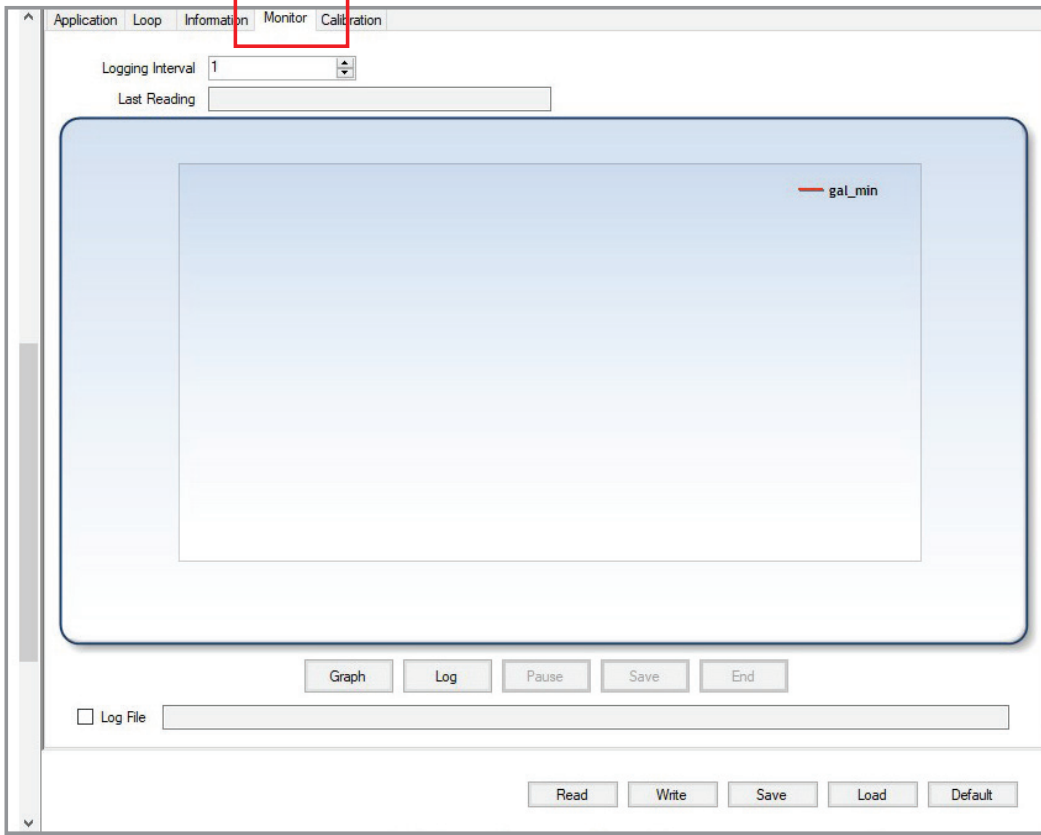 Application Loop Information Monitor Calibration
Logging Interval 1
Last Reading
gal_min
Graph Log Pause Save End
Log File
Read Write Save Load Default